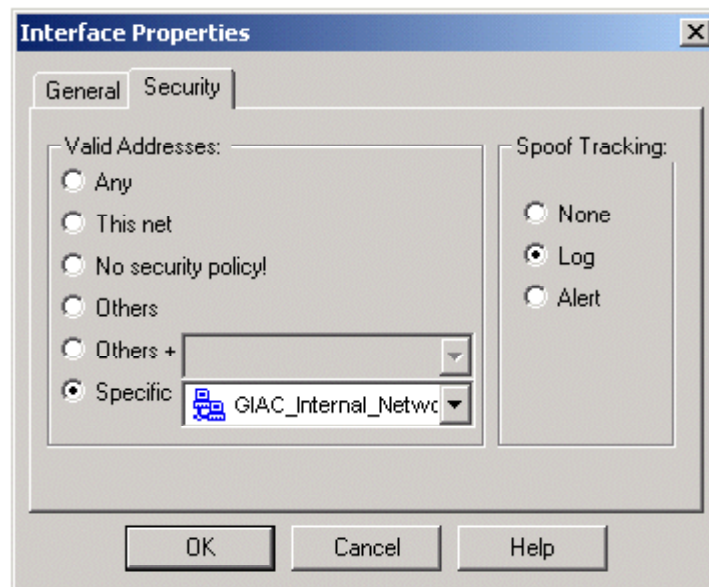 Interface Properties
General Security
Valid Addresses:
Any
This net
No security policy!
Others
Others +
Specific GIAC_Internal_Netwc
Spoof Tracking:
None
Log
Alert
OK Cancel Help